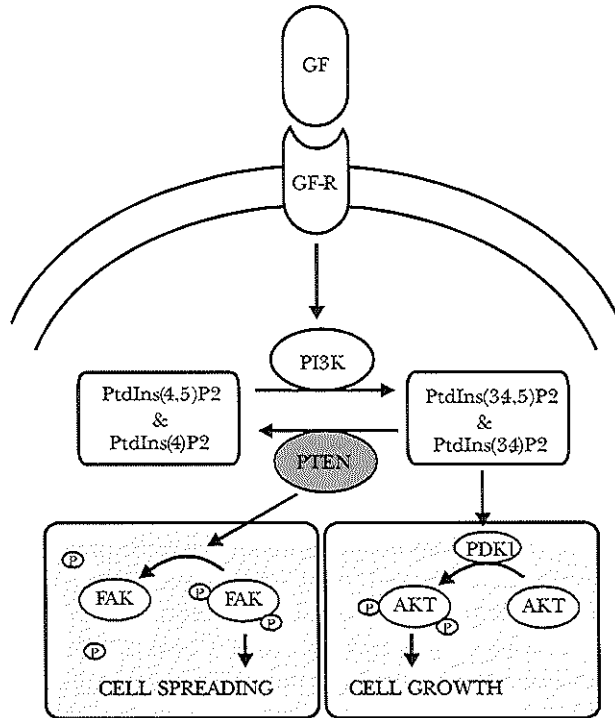 GF
GF-R
PI3K
PtdIns(4,5)P2
&
PtdIns(4)P2
PtdIns(34,5)P2
&
PtdIns(34)P2
PTEN
P
FAK
P
FAK
P
P
CELL SPREADING
PDK1
P
AKT
P
AKT
CELL GROWTH